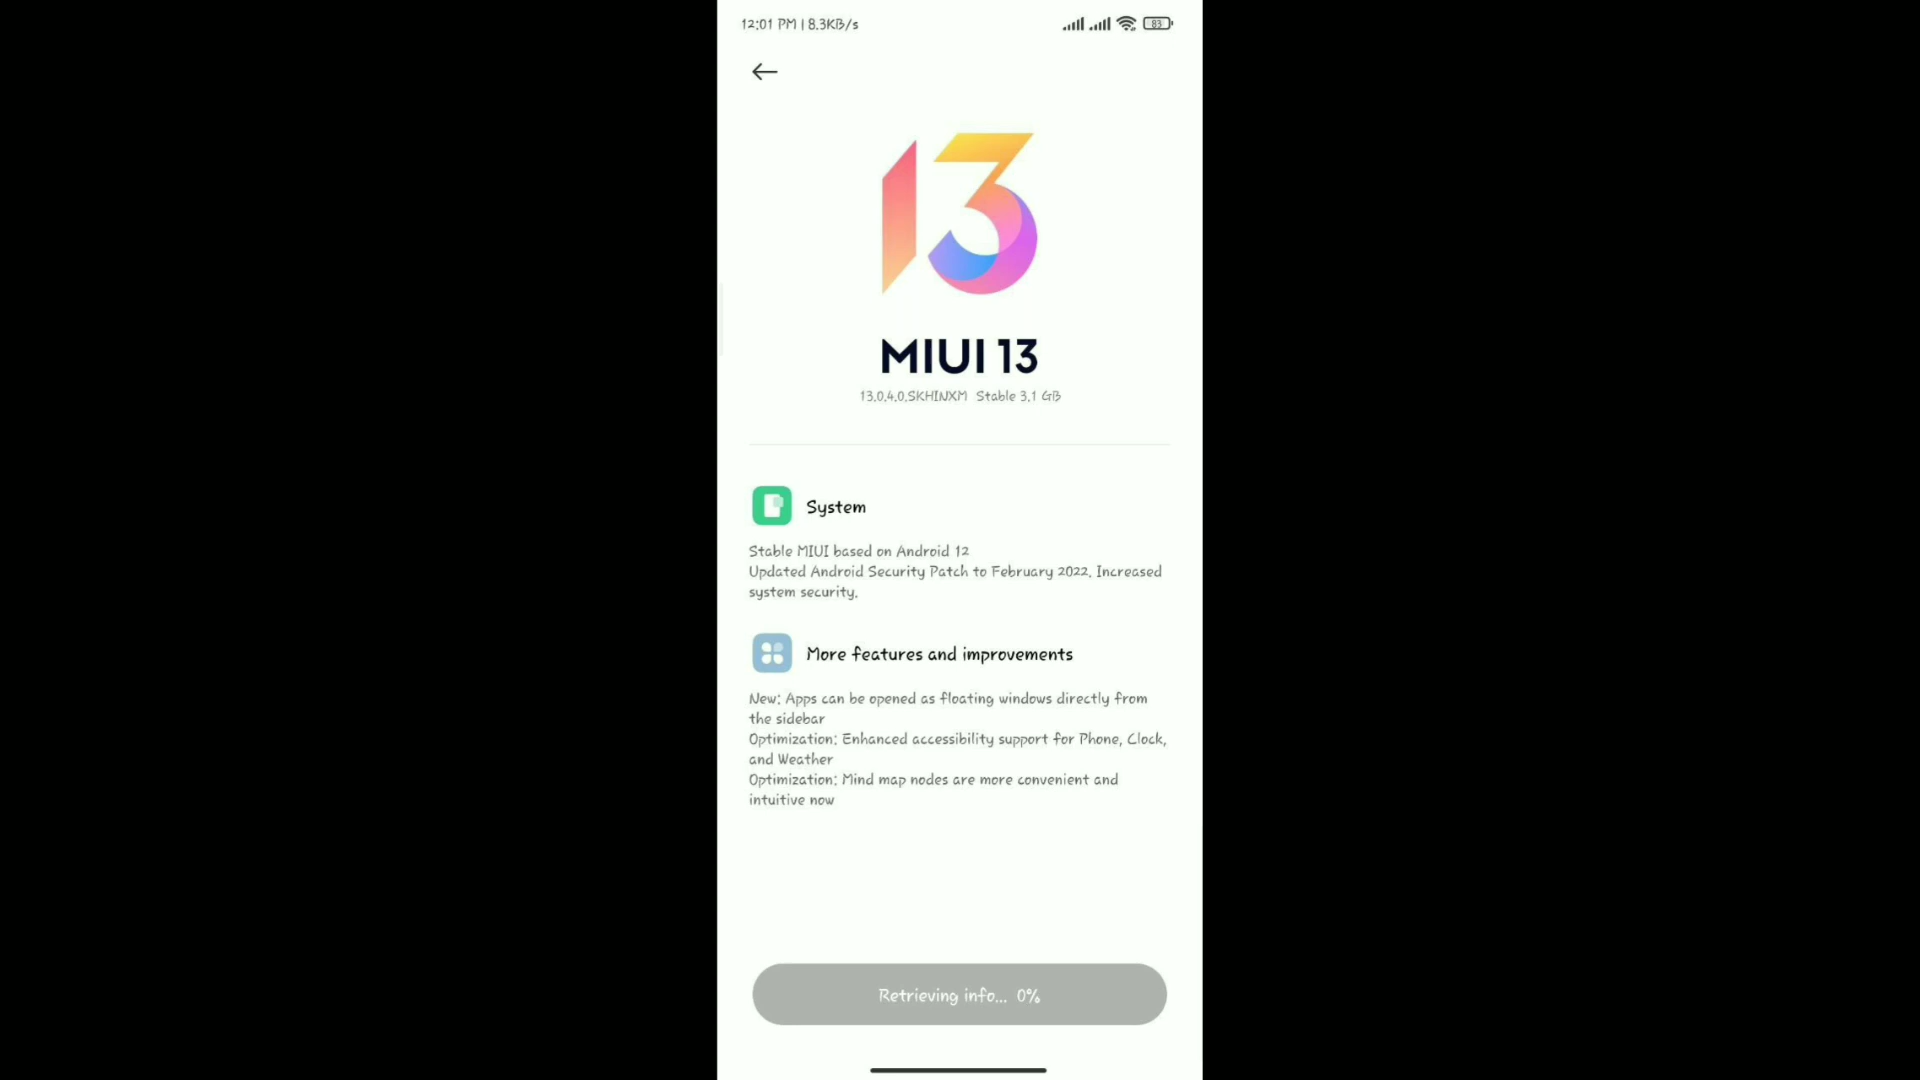 12:01 PM | 8.3KB/s
83
13
MIUI 13
13.0.4.0.SKHINXM Stable 3.1 GB
System
Stable MIUI based on Android 12
Updated Android Security Patch to February 2022. Increased
system security.
More features and improvements
New: Apps can be opened as floating windows directly from
the sidebar
Optimization: Enhanced accessibility support for Phone, Clock,
and Weather
Optimization: Mind map nodes are more convenient and
intuitive now
Retrieving info... 0%